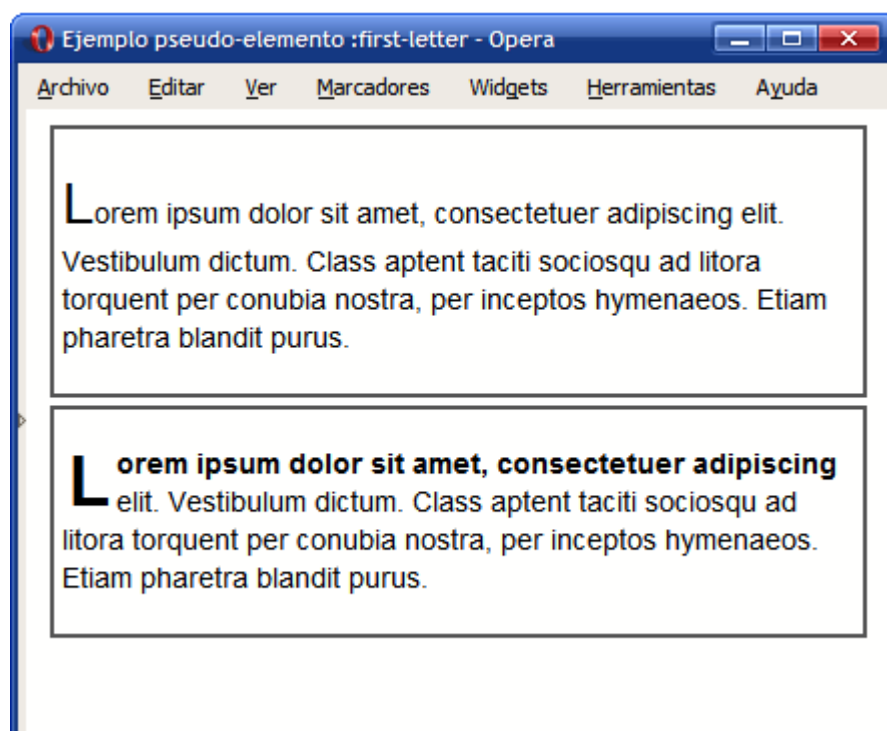 Ejemplo pseudo-elemento :first-letter - Opera
Archivo Editar Ver Marcadores Widgets Herramientas Ayuda
Lorem ipsum dolor sit amet, consectetuer adipiscing elit.
Vestibulum dictum. Class aptent taciti sociosqu ad litora
torquent per conubia nostra, per inceptos hymenaeos. Etiam
pharetra blandit purus.
Lorem ipsum dolor sit amet, consectetuer adipiscing
elit. Vestibulum dictum. Class aptent taciti sociosqu ad
litora torquent per conubia nostra, per inceptos hymenaeos.
Etiam pharetra blandit purus.